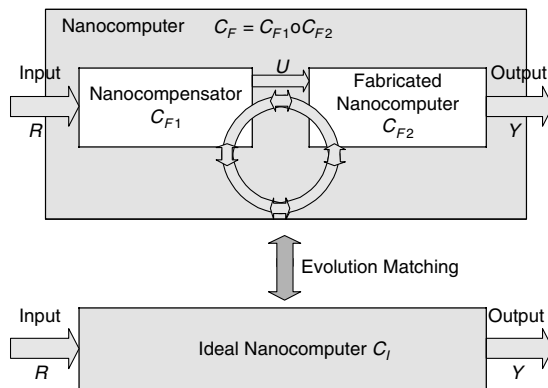 Nanocomputer C_F = C_F1 o C_F2
Input
U
Output
Nanocompensator
C_F1
Fabricated
Nanocomputer
C_F2
R
Y
Evolution Matching
Input
Output
Ideal Nanocomputer C_I
R
Y